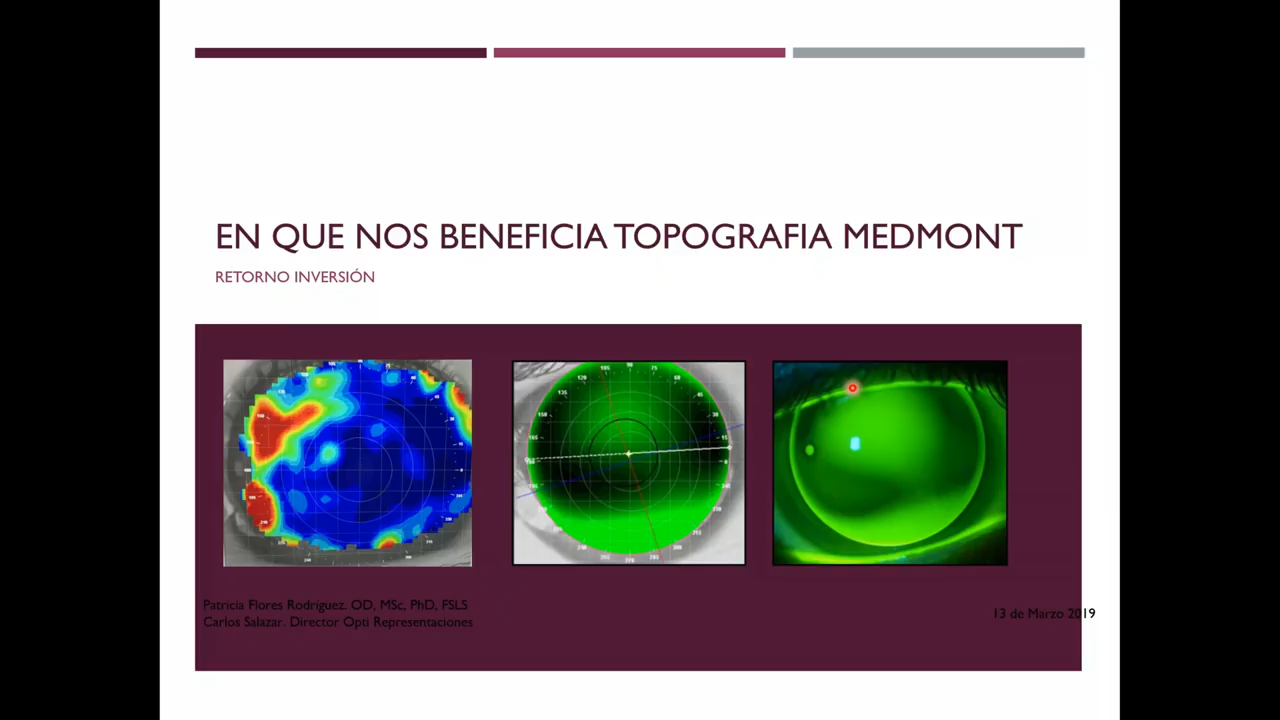 EN QUE NOS BENEFICIA TOPOGRAFIA MEDMONT
RETORNO INVERSIÓN
Patricia Flores Rodríguez. OD, MSc, PhD, FSLS
Carlos Salazar. Director Opti Representaciones
13 de Marzo 2019